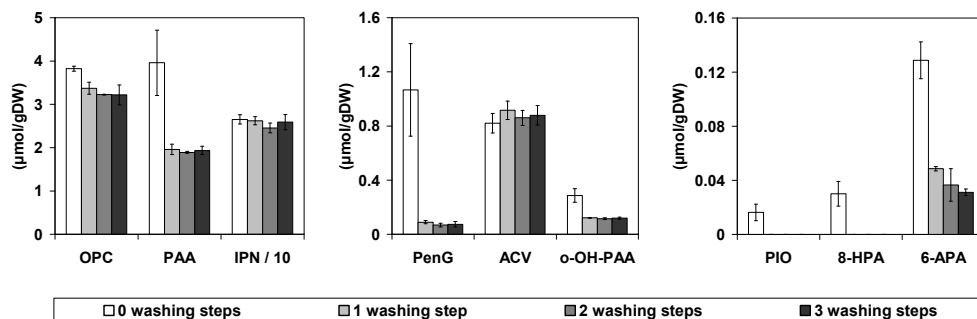 (µmol/gDW)
5
4
3
2
1
0
OPC PAA IPN / 10
(µmol/gDW)
1.6
1.2
0.8
0.4
0.0
PenG ACV o-OH-PAA
(µmol/gDW)
0.16
0.12
0.08
0.04
0
PIO 8-HPA 6-APA
0 washing steps 1 washing step 2 washing steps 3 washing steps